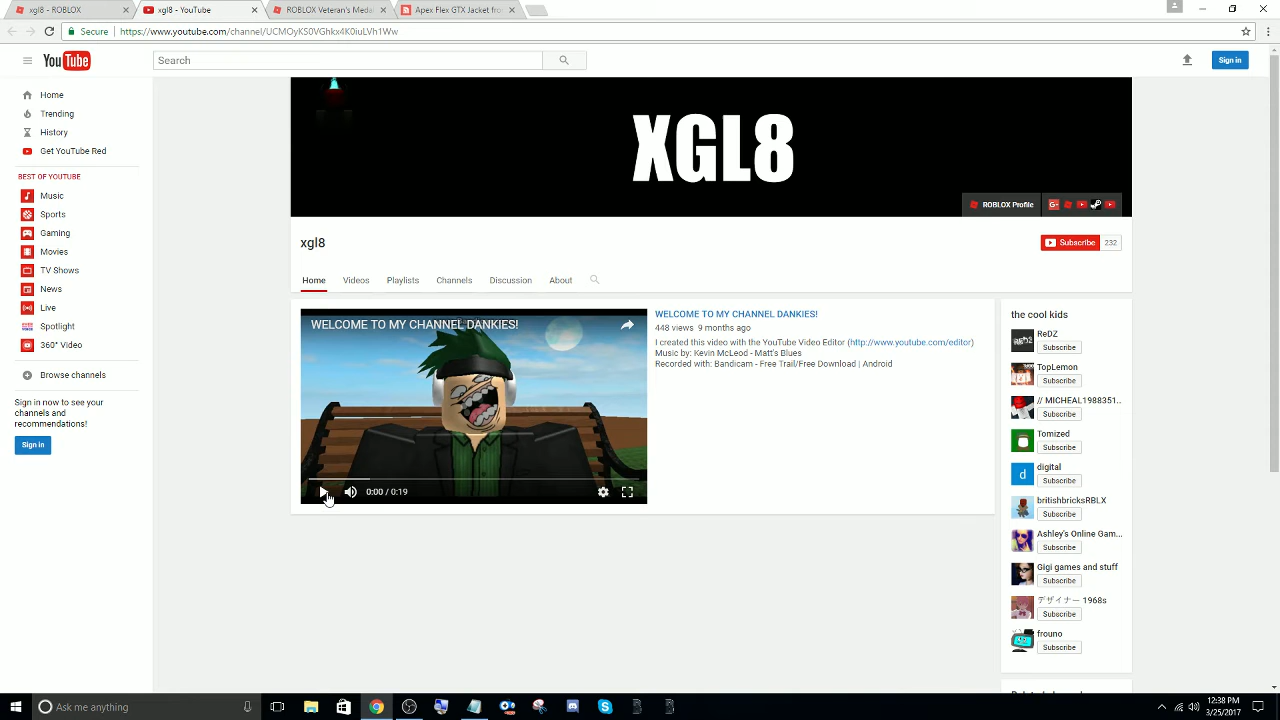 xgl8 - ROBLOX
xgl8 - YouTube
ROBLOX Veteran's Meda
Apex Flex GTX Jacket fro
Secure
https://www.youtube.com/channel/UCMOyKS0VGhkx4K0iuLVh1Ww
YouTube
Search
Sign in
Home
Trending
History
Get YouTube Red
BEST OF YOUTUBE
Music
Sports
Gaming
Movies
TV Shows
News
Live
Spotlight
360° Video
Browse channels
Sign in now to see your
channels and
recommendations!
Sign in
XGL8
ROBLOX Profile
xgl8
Subscribe 232
Home Videos Playlists Channels Discussion About
WELCOME TO MY CHANNEL DANKIES!
0:00 / 0:19
WELCOME TO MY CHANNEL DANKIES!
448 views 9 months ago
I created this video with the YouTube Video Editor (http://www.youtube.com/editor)
Music by: Kevin McLeod - Matt's Blues
Recorded with: Bandicam - Free Trail/Free Download | Android
the cool kids
ReDZ
Subscribe
TopLemon
Subscribe
// MICHEAL1988351...
Subscribe
Tomized
Subscribe
d
digital
Subscribe
britishbricksRBLX
Subscribe
Ashley's Online Gam...
Subscribe
Gigi games and stuff
Subscribe
デザイナー 1968s
Subscribe
frouno
Subscribe
Ask me anything
12:38 PM
3/25/2017